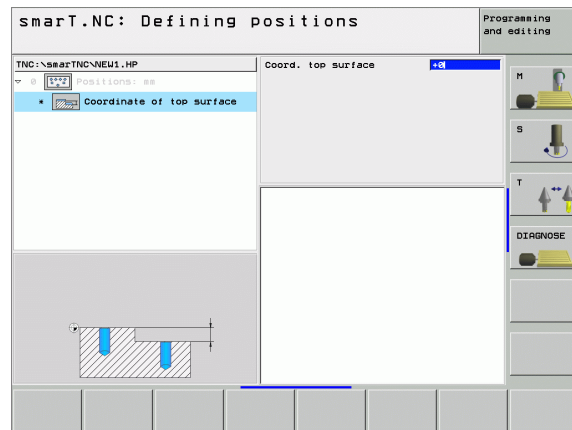 smarT.NC: Defining positions
Programming
and editing
TNC:\smarTNC\NEW1.HP
0 Positions: mm
* Coordinate of top surface
Coord. top surface +0
M
S
T
DIAGNOSE